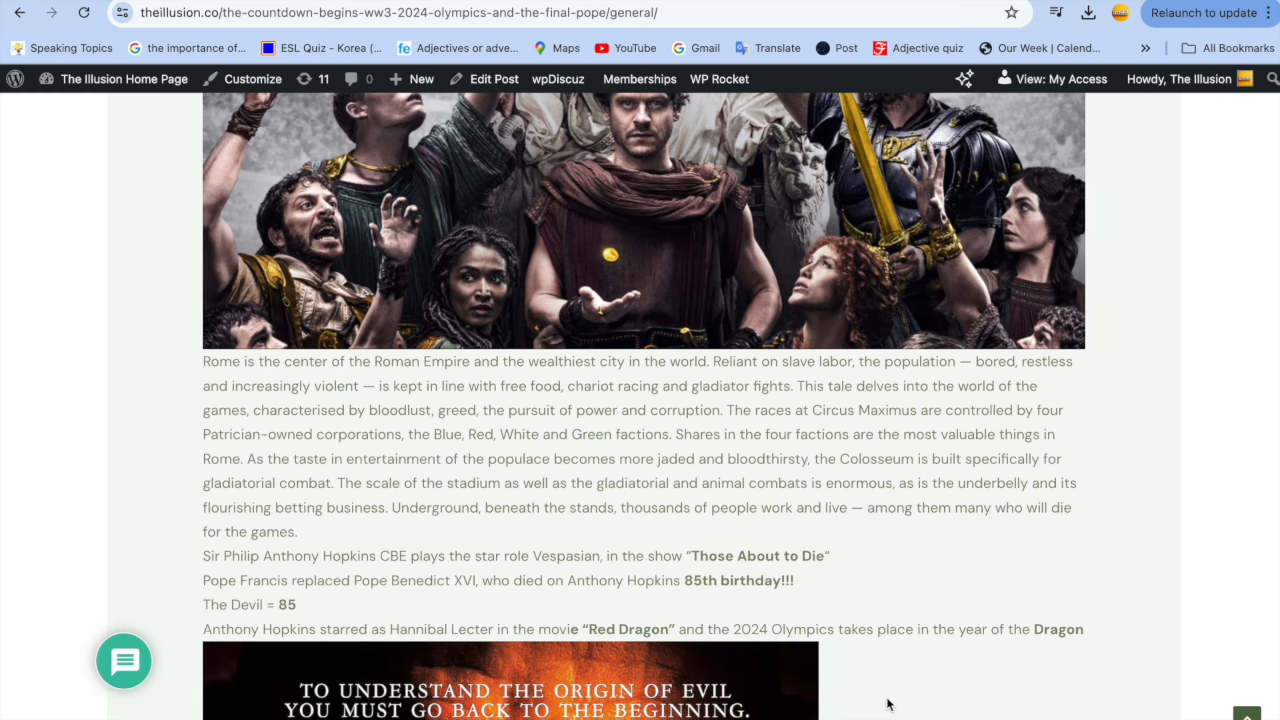 theillusion.co/the-countdown-begins-ww3-2024-olympics-and-the-final-pope/general/
Relaunch to update
Speaking Topics
the importance of...
ESL Quiz - Korea (...
Adjectives or adve...
Maps
YouTube
Gmail
Translate
Post
Adjective quiz
Our Week | Calend...
All Bookmarks
The Illusion Home Page
Customize
11
0
New
Edit Post
wpDiscuz
Memberships
WP Rocket
View: My Access
Howdy, The Illusion
Rome is the center of the Roman Empire and the wealthiest city in the world. Reliant on slave labor, the population — bored, restless
and increasingly violent — is kept in line with free food, chariot racing and gladiator fights. This tale delves into the world of the
games, characterised by bloodlust, greed, the pursuit of power and corruption. The races at Circus Maximus are controlled by four
Patrician-owned corporations, the Blue, Red, White and Green factions. Shares in the four factions are the most valuable things in
Rome. As the taste in entertainment of the populace becomes more jaded and bloodthirsty, the Colosseum is built specifically for
gladiatorial combat. The scale of the stadium as well as the gladiatorial and animal combats is enormous, as is the underbelly and its
flourishing betting business. Underground, beneath the stands, thousands of people work and live — among them many who will die
for the games.
Sir Philip Anthony Hopkins CBE plays the star role Vespasian, in the show “Those About to Die“
Pope Francis replaced Pope Benedict XVI, who died on Anthony Hopkins 85th birthday!!!
The Devil = 85
Anthony Hopkins starred as Hannibal Lecter in the movie “Red Dragon” and the 2024 Olympics takes place in the year of the Dragon
TO UNDERSTAND THE ORIGIN OF EVIL
YOU MUST GO BACK TO THE BEGINNING.